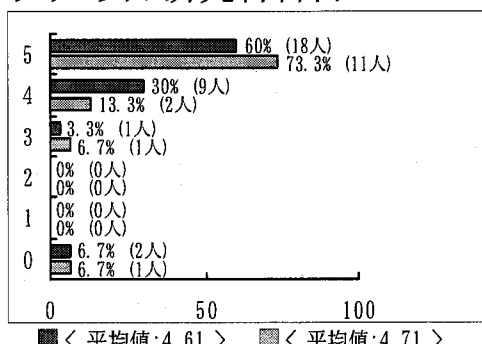 5 60% (18人)
73.3% (11人)
4 30% (9人)
13.3% (2人)
3 3.3% (1人)
6.7% (1人)
2 0% (0人)
0% (0人)
1 0% (0人)
0% (0人)
0 6.7% (2人)
6.7% (1人)
0 50 100
< 平均値:4.61 > < 平均値:4.71 >